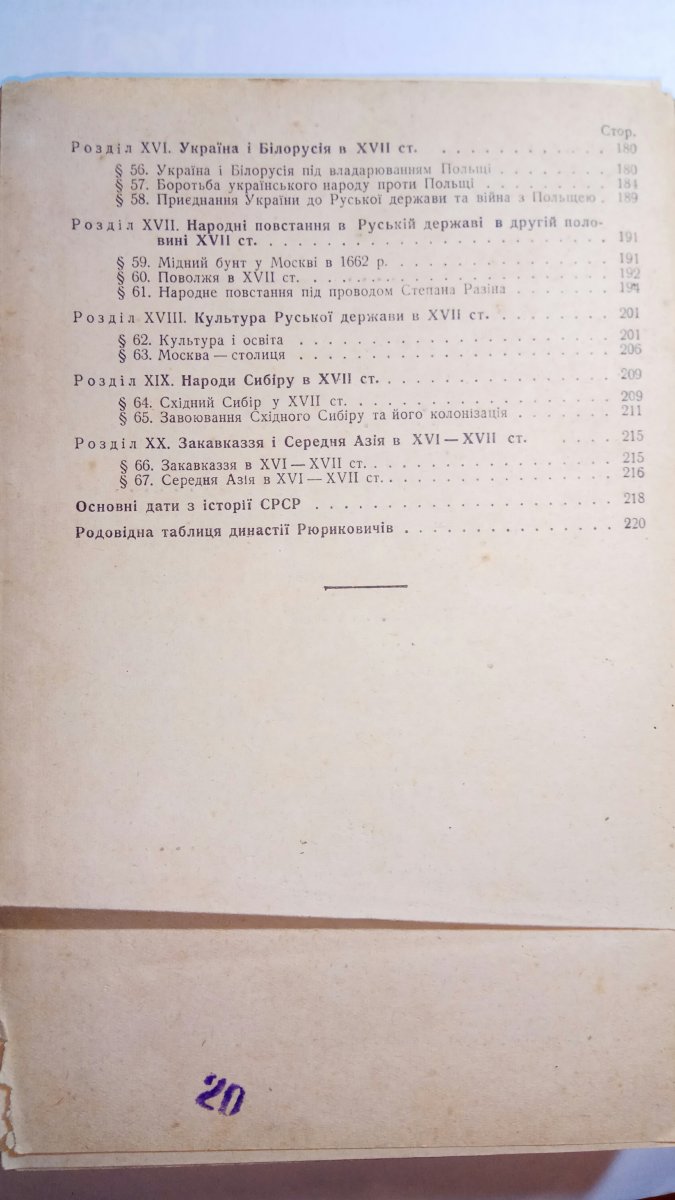 Стор.
Розділ XVI. Україна і Білорусія в XVII ст. . . . . . . . . . . . 180
§ 56. Україна і Білорусія під владарюванням Польщі . . . . . . . 180
§ 57. Боротьба українського народу проти Польщі . . . . . . . . 184
§ 58. Приєднання України до Руської держави та війна з Польщею . 189
Розділ XVII. Народні повстання в Руській державі в другій поло-
вині XVII ст. . . . . . . . . . . . . . . . . . . . . . 191
§ 59. Мідний бунт у Москві в 1662 р. . . . . . . . . . . . . . 191
§ 60. Поволжя в XVII ст. . . . . . . . . . . . . . . . . . . 192
§ 61. Народне повстання під проводом Степана Разіна . . . . . . 194
Розділ XVIII. Культура Руської держави в XVII ст. . . . . . . . . 201
§ 62. Культура і освіта . . . . . . . . . . . . . . . . . . . 201
§ 63. Москва — столиця . . . . . . . . . . . . . . . . . . . 206
Розділ XIX. Народи Сибіру в XVII ст. . . . . . . . . . . . . . . 209
§ 64. Східний Сибір у XVII ст. . . . . . . . . . . . . . . . . 209
§ 65. Завоювання Східного Сибіру та його колонізація . . . . . . 211
Розділ XX. Закавказзя і Середня Азія в XVI — XVII ст. . . . . 215
§ 66. Закавказзя в XVI — XVII ст. . . . . . . . . . . . . . . . 215
§ 67. Середня Азія в XVI — XVII ст. . . . . . . . . . . . . . . 216
Основні дати з історії СРСР . . . . . . . . . . . . . . . . . . 218
Родовідна таблиця династії Рюриковичів . . . . . . . . . . . . . 220
20